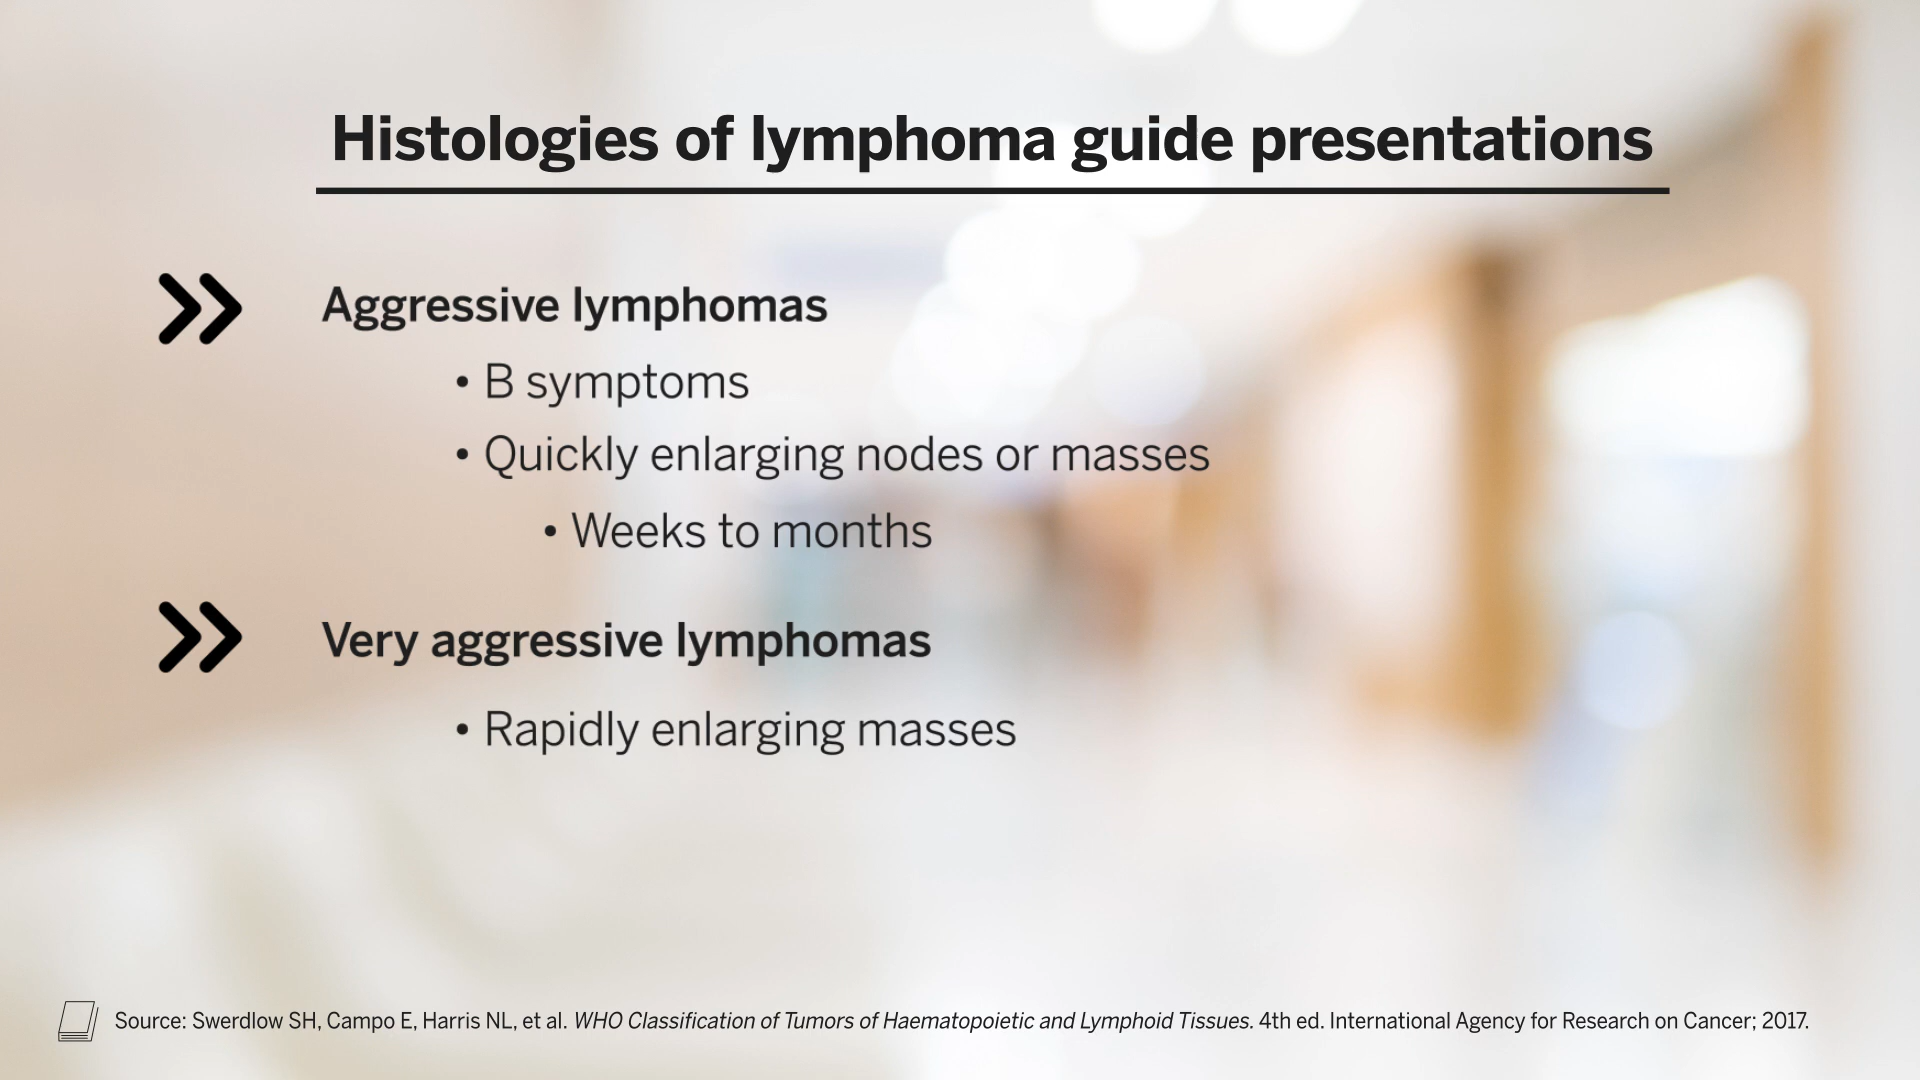 Histologies of lymphoma guide presentations
Aggressive lymphomas
• B symptoms
• Quickly enlarging nodes or masses
• Weeks to months
Very aggressive lymphomas
• Rapidly enlarging masses
Source: Swerdlow SH, Campo E, Harris NL, et al. WHO Classification of Tumors of Haematopoietic and Lymphoid Tissues. 4th ed. International Agency for Research on Cancer; 2017.